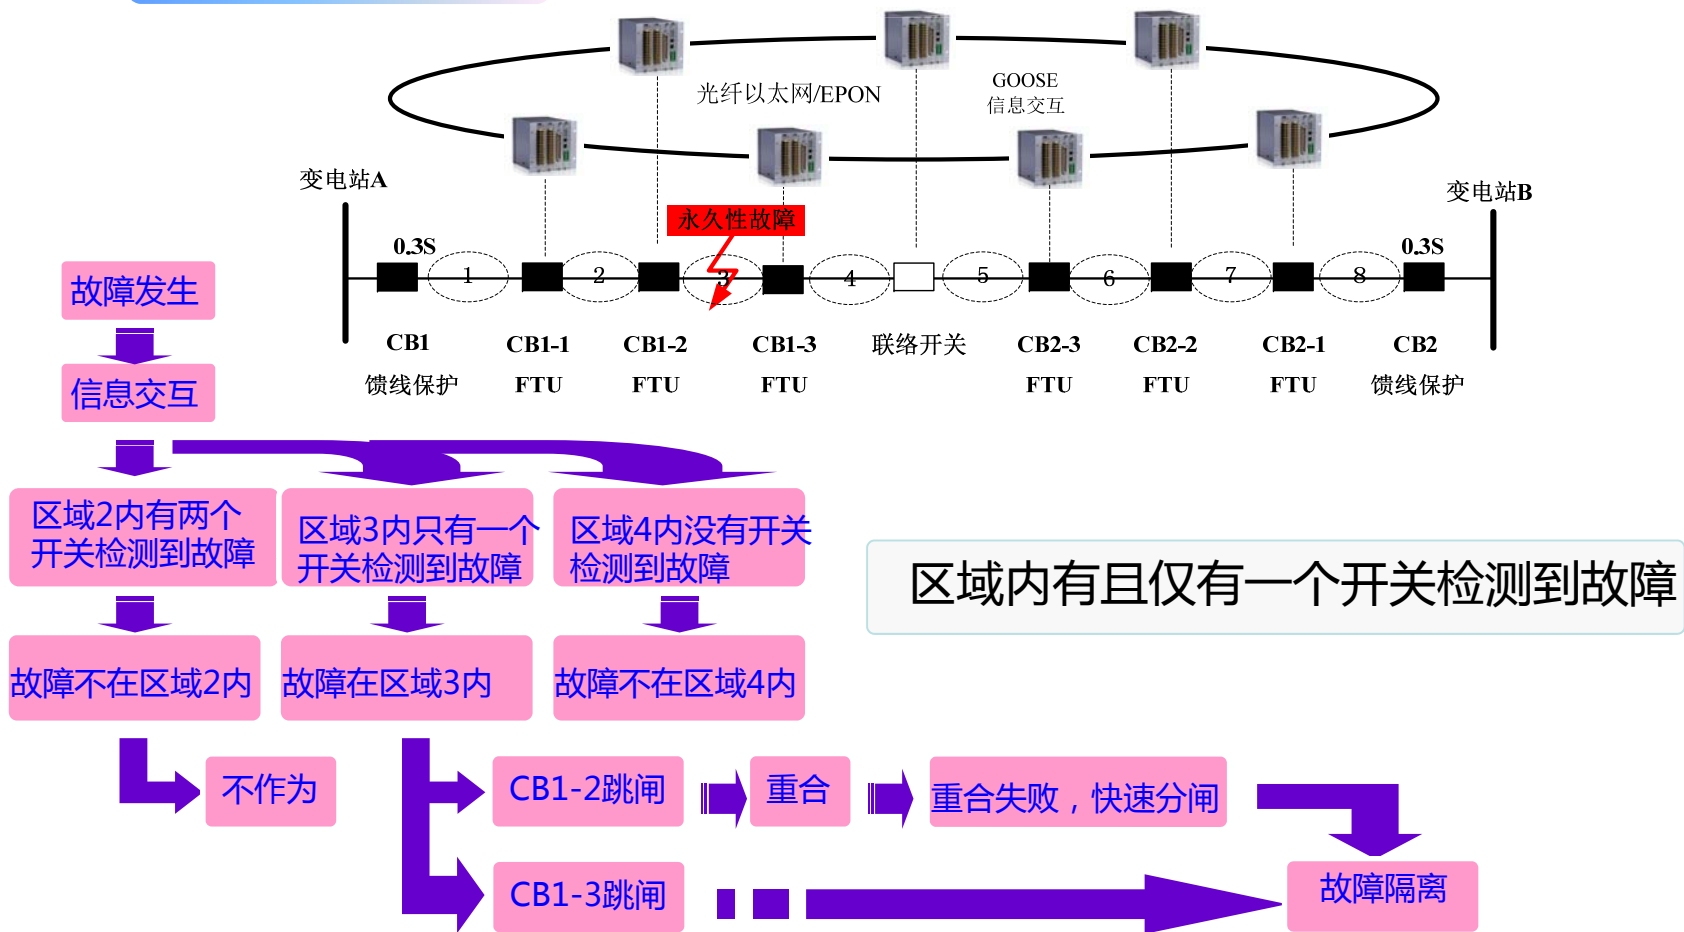 光纤以太网/EPON
GOOSE
信息交互
变电站A
变电站B
永久性故障
0.3S
0.3S
1
2
3
4
5
6
7
8
CB1
CB1-1
CB1-2
CB1-3
联络开关
CB2-3
CB2-2
CB2-1
CB2
馈线保护
FTU
FTU
FTU
FTU
FTU
FTU
馈线保护
故障发生
信息交互
区域2内有两个
开关检测到故障
区域3内只有一个
开关检测到故障
区域4内没有开关
检测到故障
区域内有且仅有一个开关检测到故障
故障不在区域2内
故障在区域3内
故障不在区域4内
不作为
CB1-2跳闸
重合
重合失败，快速分闸
CB1-3跳闸
故障隔离